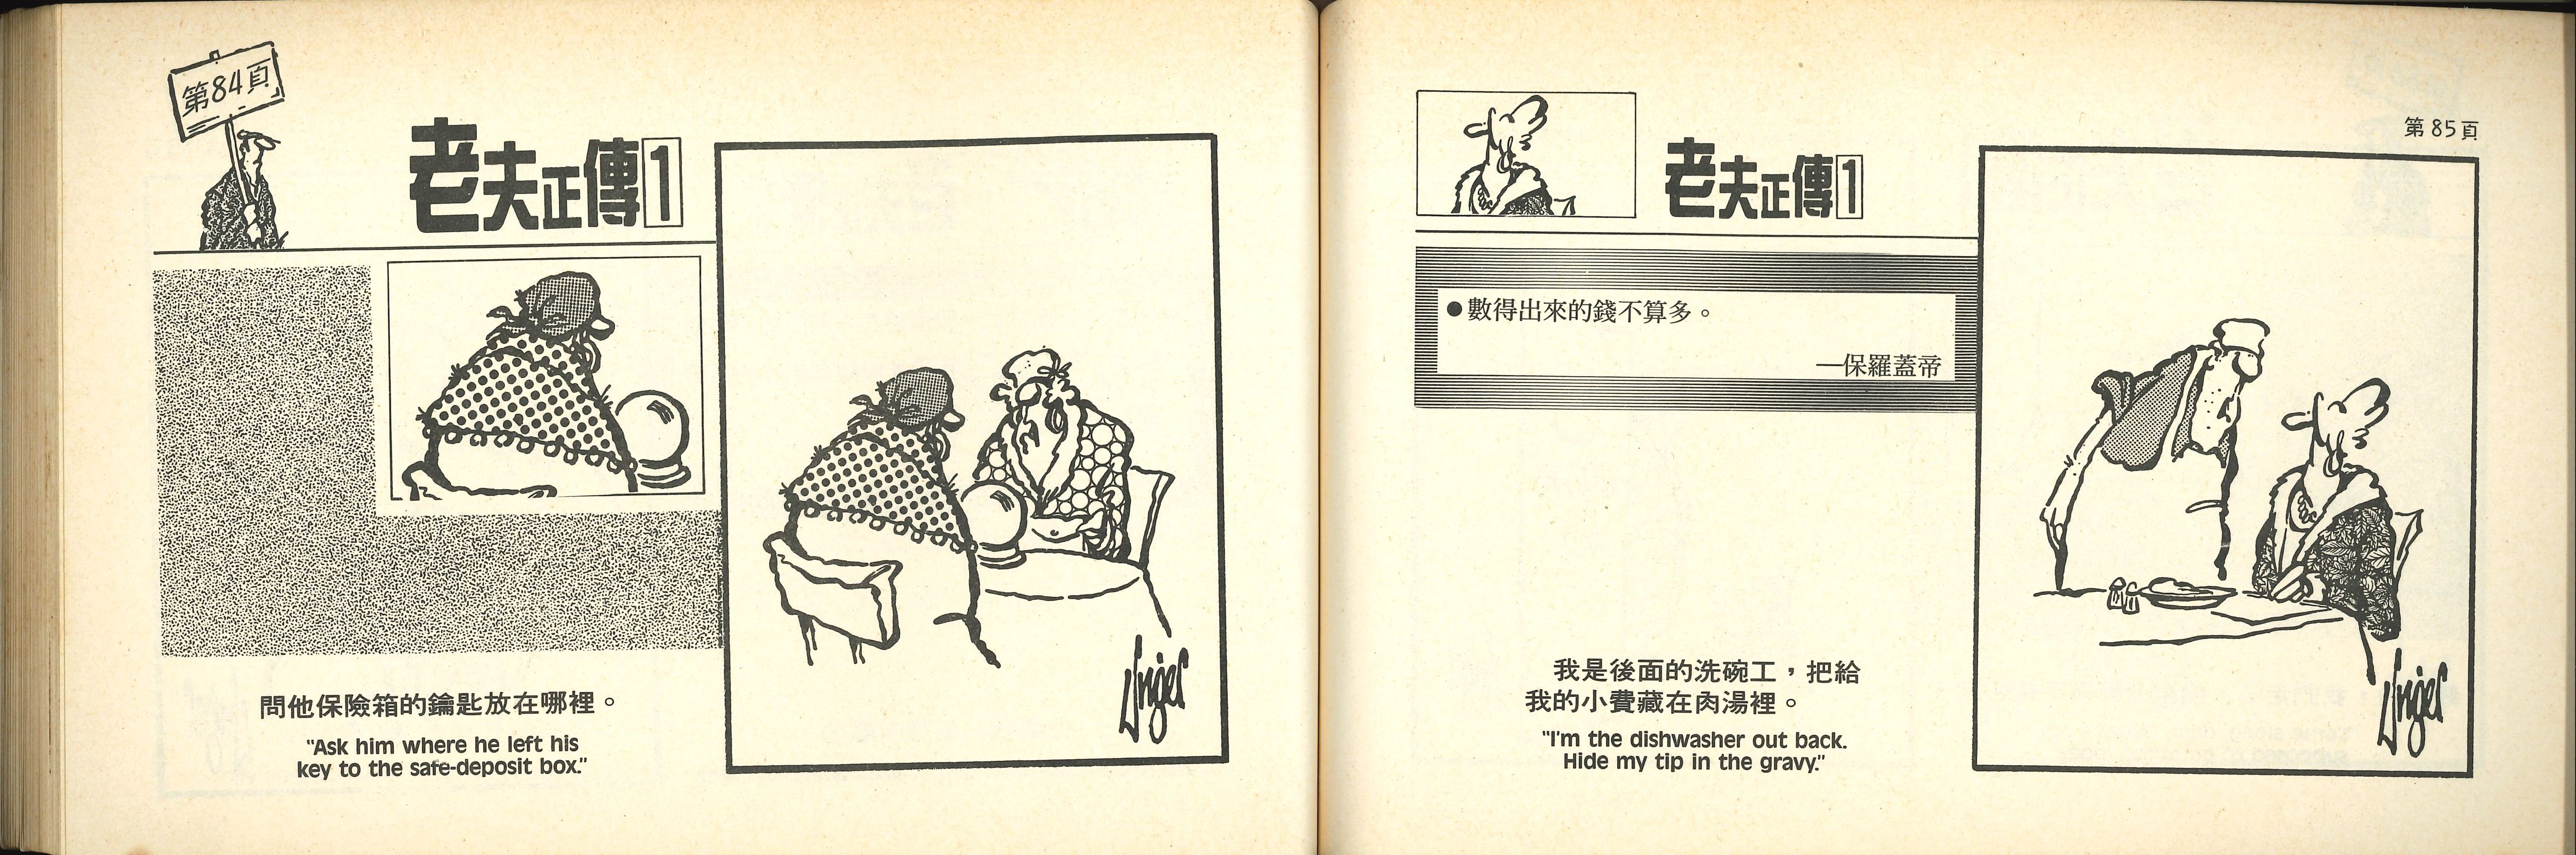 第84頁
老夫正傳1
問他保險箱的鑰匙放在哪裡。
"Ask him where he left his
key to the safe-deposit box."
Unger
老夫正傳1
第85頁
●數得出來的錢不算多。
—保羅蓋帝
我是後面的洗碗工,把給
我的小費藏在肉湯裡。
"I'm the dishwasher out back.
Hide my tip in the gravy."
Unger